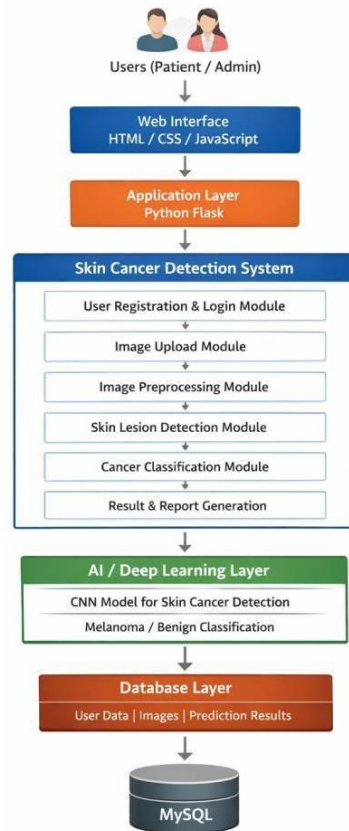 Users (Patient / Admin)
Web Interface
HTML / CSS / JavaScript
Application Layer
Python Flask
Skin Cancer Detection System
User Registration & Login Module
Image Upload Module
Image Preprocessing Module
Skin Lesion Detection Module
Cancer Classification Module
Result & Report Generation
AI / Deep Learning Layer
CNN Model for Skin Cancer Detection
Melanoma / Benign Classification
Database Layer
User Data | Images | Prediction Results
MySQL